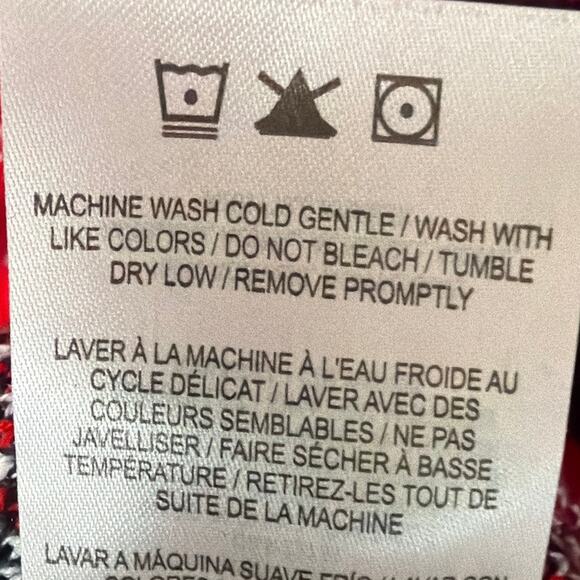 MACHINE WASH COLD GENTLE / WASH WITH
LIKE COLORS / DO NOT BLEACH / TUMBLE
DRY LOW / REMOVE PROMPTLY
LAVER À LA MACHINE À L'EAU FROIDE AU
CYCLE DÉLICAT / LAVER AVEC DES
COULEURS SEMBLABLES / NE PAS
JAVELLISER / FAIRE SÉCHER À BASSE
TEMPÉRATURE / RETIREZ-LES TOUT DE
SUITE DE LA MACHINE
LAVAR A MÁQUINA SUAVE FRÍO /